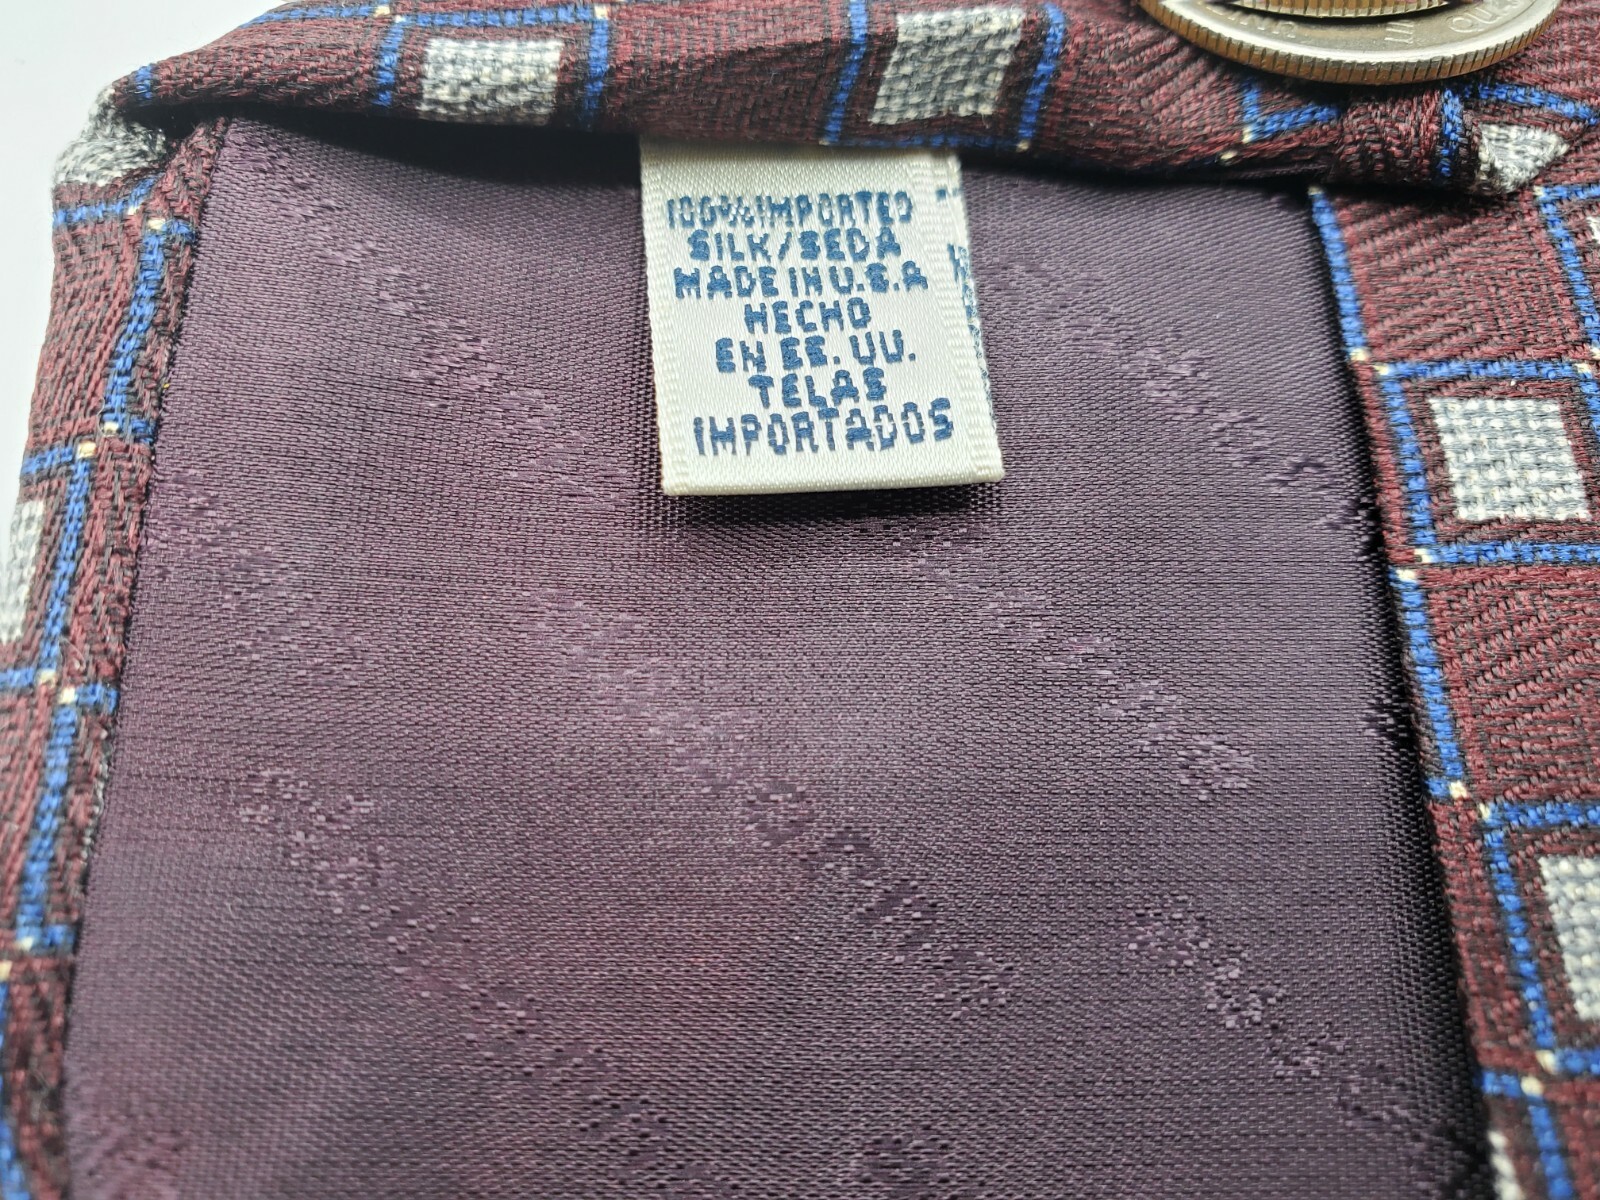 100% IMPORTED
SILK/SEDA
MADE IN U.S.A
HECHO
EN EE. UU.
TELAS
IMPORTADOS